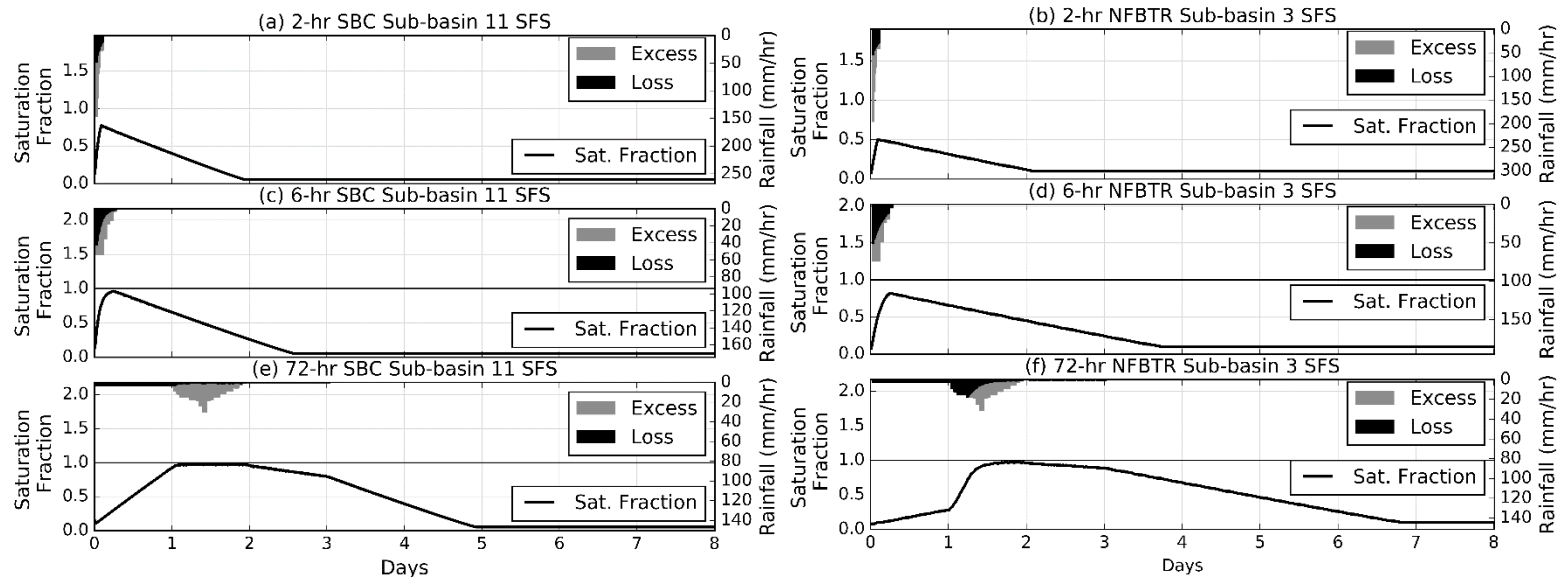 (a) 2-hr SBC Sub-basin 11 SFS
Saturation
Fraction
1.5
1.0
0.5
0.0
Excess
Loss
Sat. Fraction
0
50
100
150
200
250
Rainfall (mm/hr)
(b) 2-hr NFBTR Sub-basin 3 SFS
Saturation
Fraction
1.5
1.0
0.5
0.0
Excess
Loss
Sat. Fraction
0
50
100
150
200
250
300
Rainfall (mm/hr)
(c) 6-hr SBC Sub-basin 11 SFS
Saturation
Fraction
2.0
1.5
1.0
0.5
0.0
Excess
Loss
Sat. Fraction
0
20
40
60
80
100
120
140
160
Rainfall (mm/hr)
(d) 6-hr NFBTR Sub-basin 3 SFS
Saturation
Fraction
2.0
1.5
1.0
0.5
0.0
Excess
Loss
Sat. Fraction
0
50
100
150
Rainfall (mm/hr)
(e) 72-hr SBC Sub-basin 11 SFS
Saturation
Fraction
2.0
1.5
1.0
0.5
0.0
Excess
Loss
Sat. Fraction
0
20
40
60
80
100
120
140
Rainfall (mm/hr)
0 1 2 3 4 5 6 7 8
Days
(f) 72-hr NFBTR Sub-basin 3 SFS
Saturation
Fraction
2.0
1.5
1.0
0.5
0.0
Excess
Loss
Sat. Fraction
0
20
40
60
80
100
120
140
Rainfall (mm/hr)
0 1 2 3 4 5 6 7 8
Days